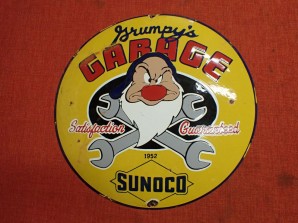 Grumpy's
GARAGE
Satisfaction Guaranteed
1952
SUNOCO